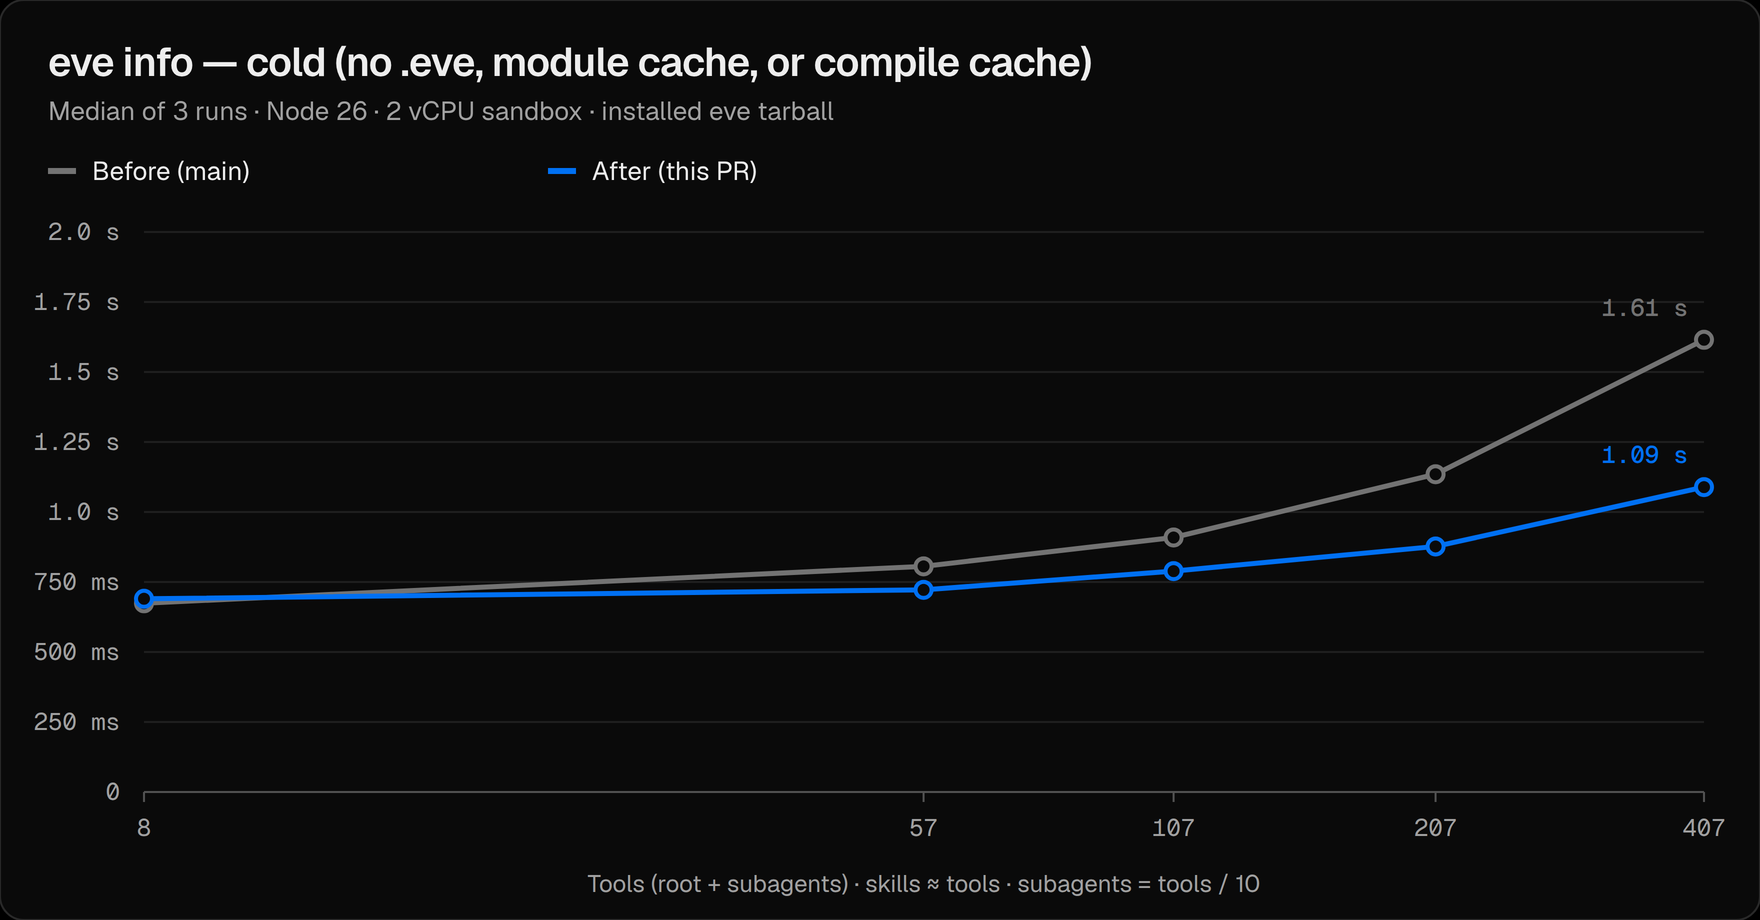 eve info — cold (no .eve, module cache, or compile cache)
Median of 3 runs · Node 26 · 2 vCPU sandbox · installed eve tarball
Before (main)
After (this PR)
2.0 s
1.75 s
1.61 s
1.5 s
1.25 s
1.09 s
1.0 s
750 ms
500 ms
250 ms
0
8 57 107 207 407
Tools (root + subagents) · skills ≈ tools · subagents = tools / 10